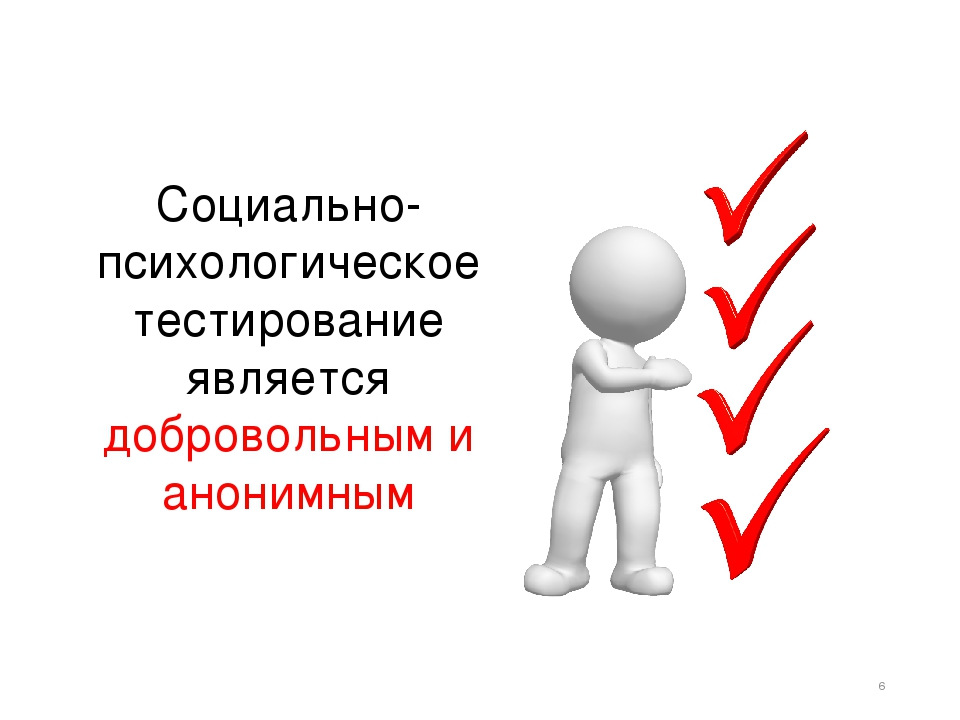 Социально-
психологическое
тестирование
является
добровольным и
анонимным
6